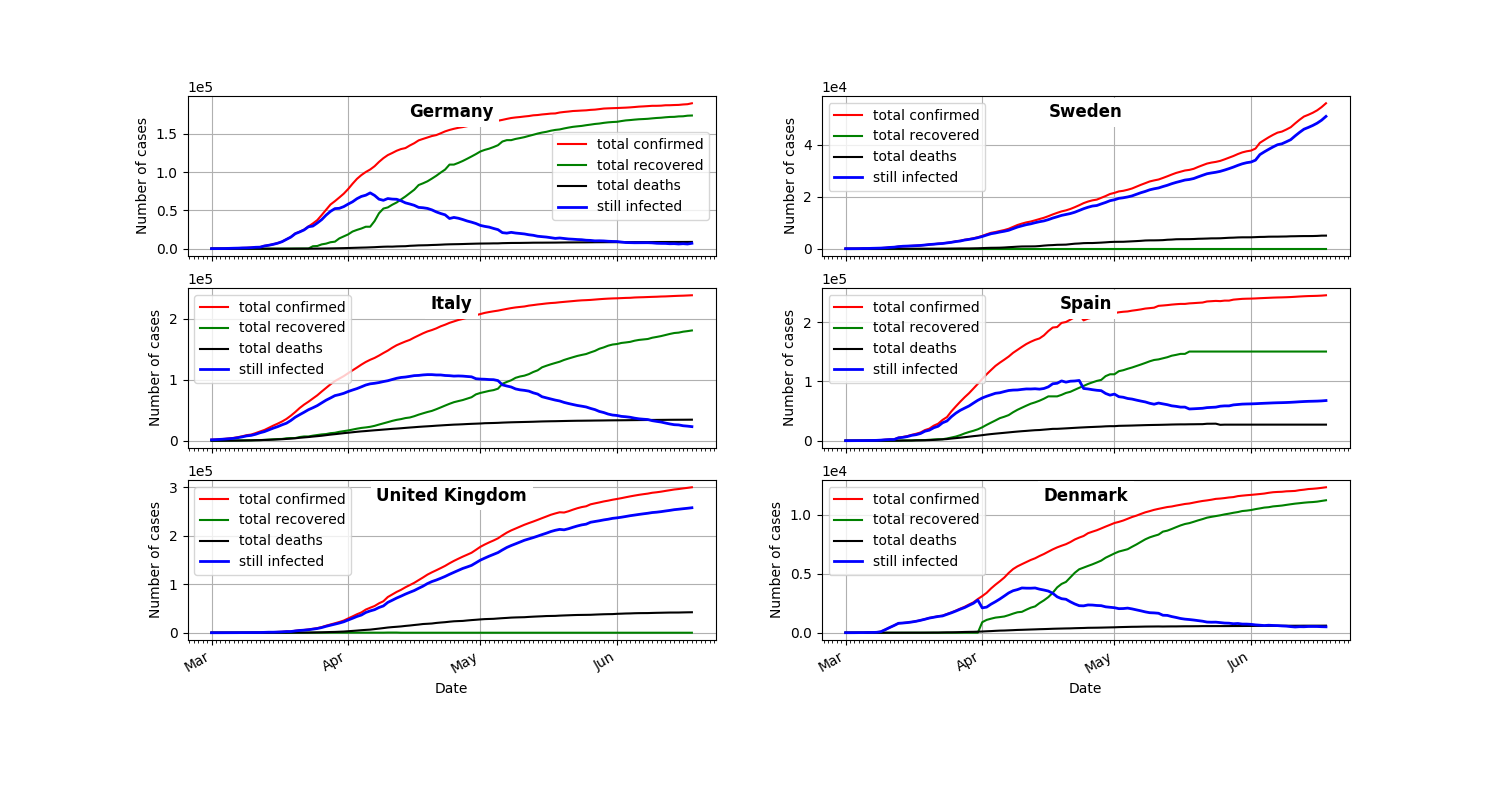 1e5
Germany
Number of cases
1.5
1.0
0.5
0.0
total confirmed
total recovered
total deaths
still infected
1e4
Sweden
Number of cases
4
2
0
total confirmed
total recovered
total deaths
still infected
1e5
Italy
Number of cases
2
1
0
total confirmed
total recovered
total deaths
still infected
1e5
Spain
Number of cases
2
1
0
total confirmed
total recovered
total deaths
still infected
1e5
United Kingdom
Number of cases
3
2
1
0
total confirmed
total recovered
total deaths
still infected
Mar
Apr
May
Jun
Date
1e4
Denmark
Number of cases
1.0
0.5
0.0
total confirmed
total recovered
total deaths
still infected
Mar
Apr
May
Jun
Date